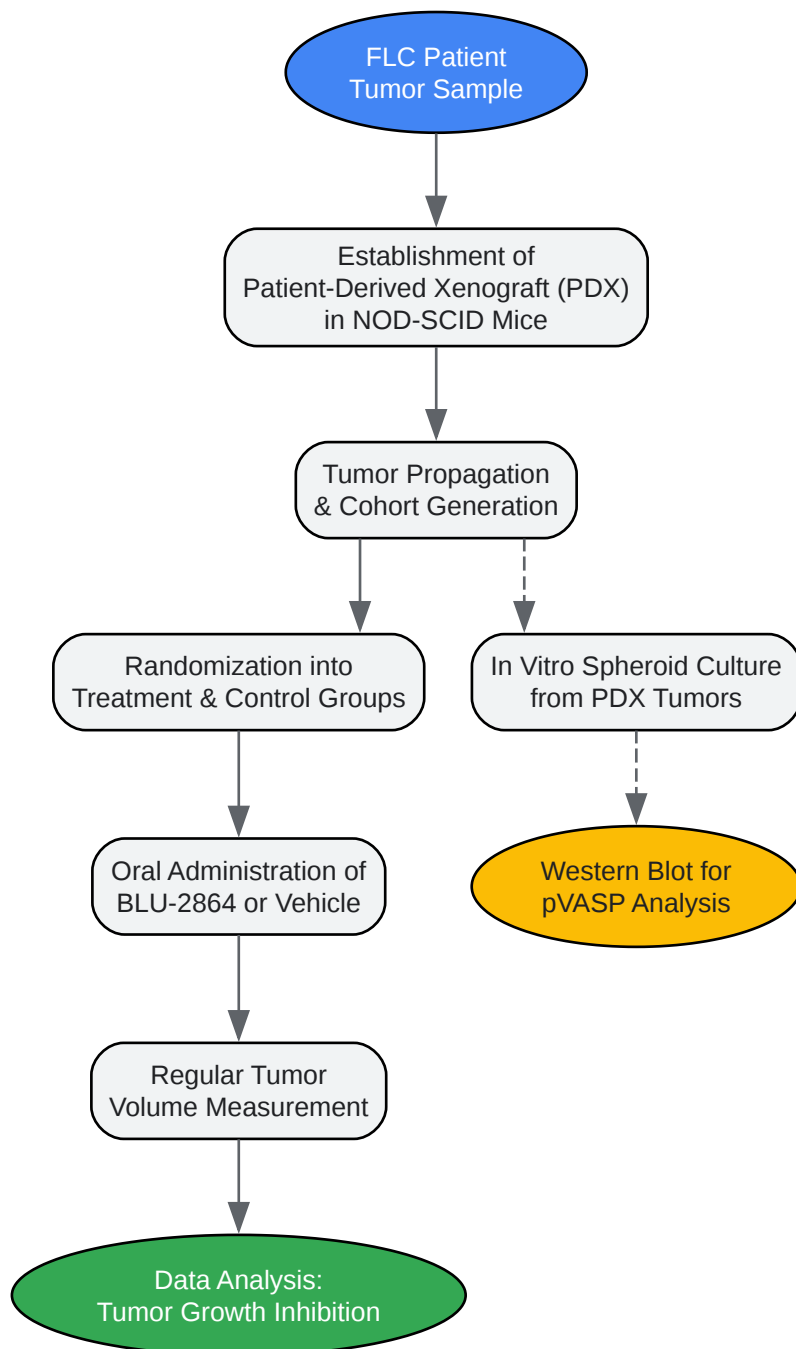 FLC Patient
Tumor Sample
Establishment of
Patient-Derived Xenograft (PDX)
in NOD-SCID Mice
Tumor Propagation
& Cohort Generation
Randomization into
Treatment & Control Groups
In Vitro Spheroid Culture
from PDX Tumors
Oral Administration of
BLU-2864 or Vehicle
Western Blot for
pVASP Analysis
Regular Tumor
Volume Measurement
Data Analysis:
Tumor Growth Inhibition